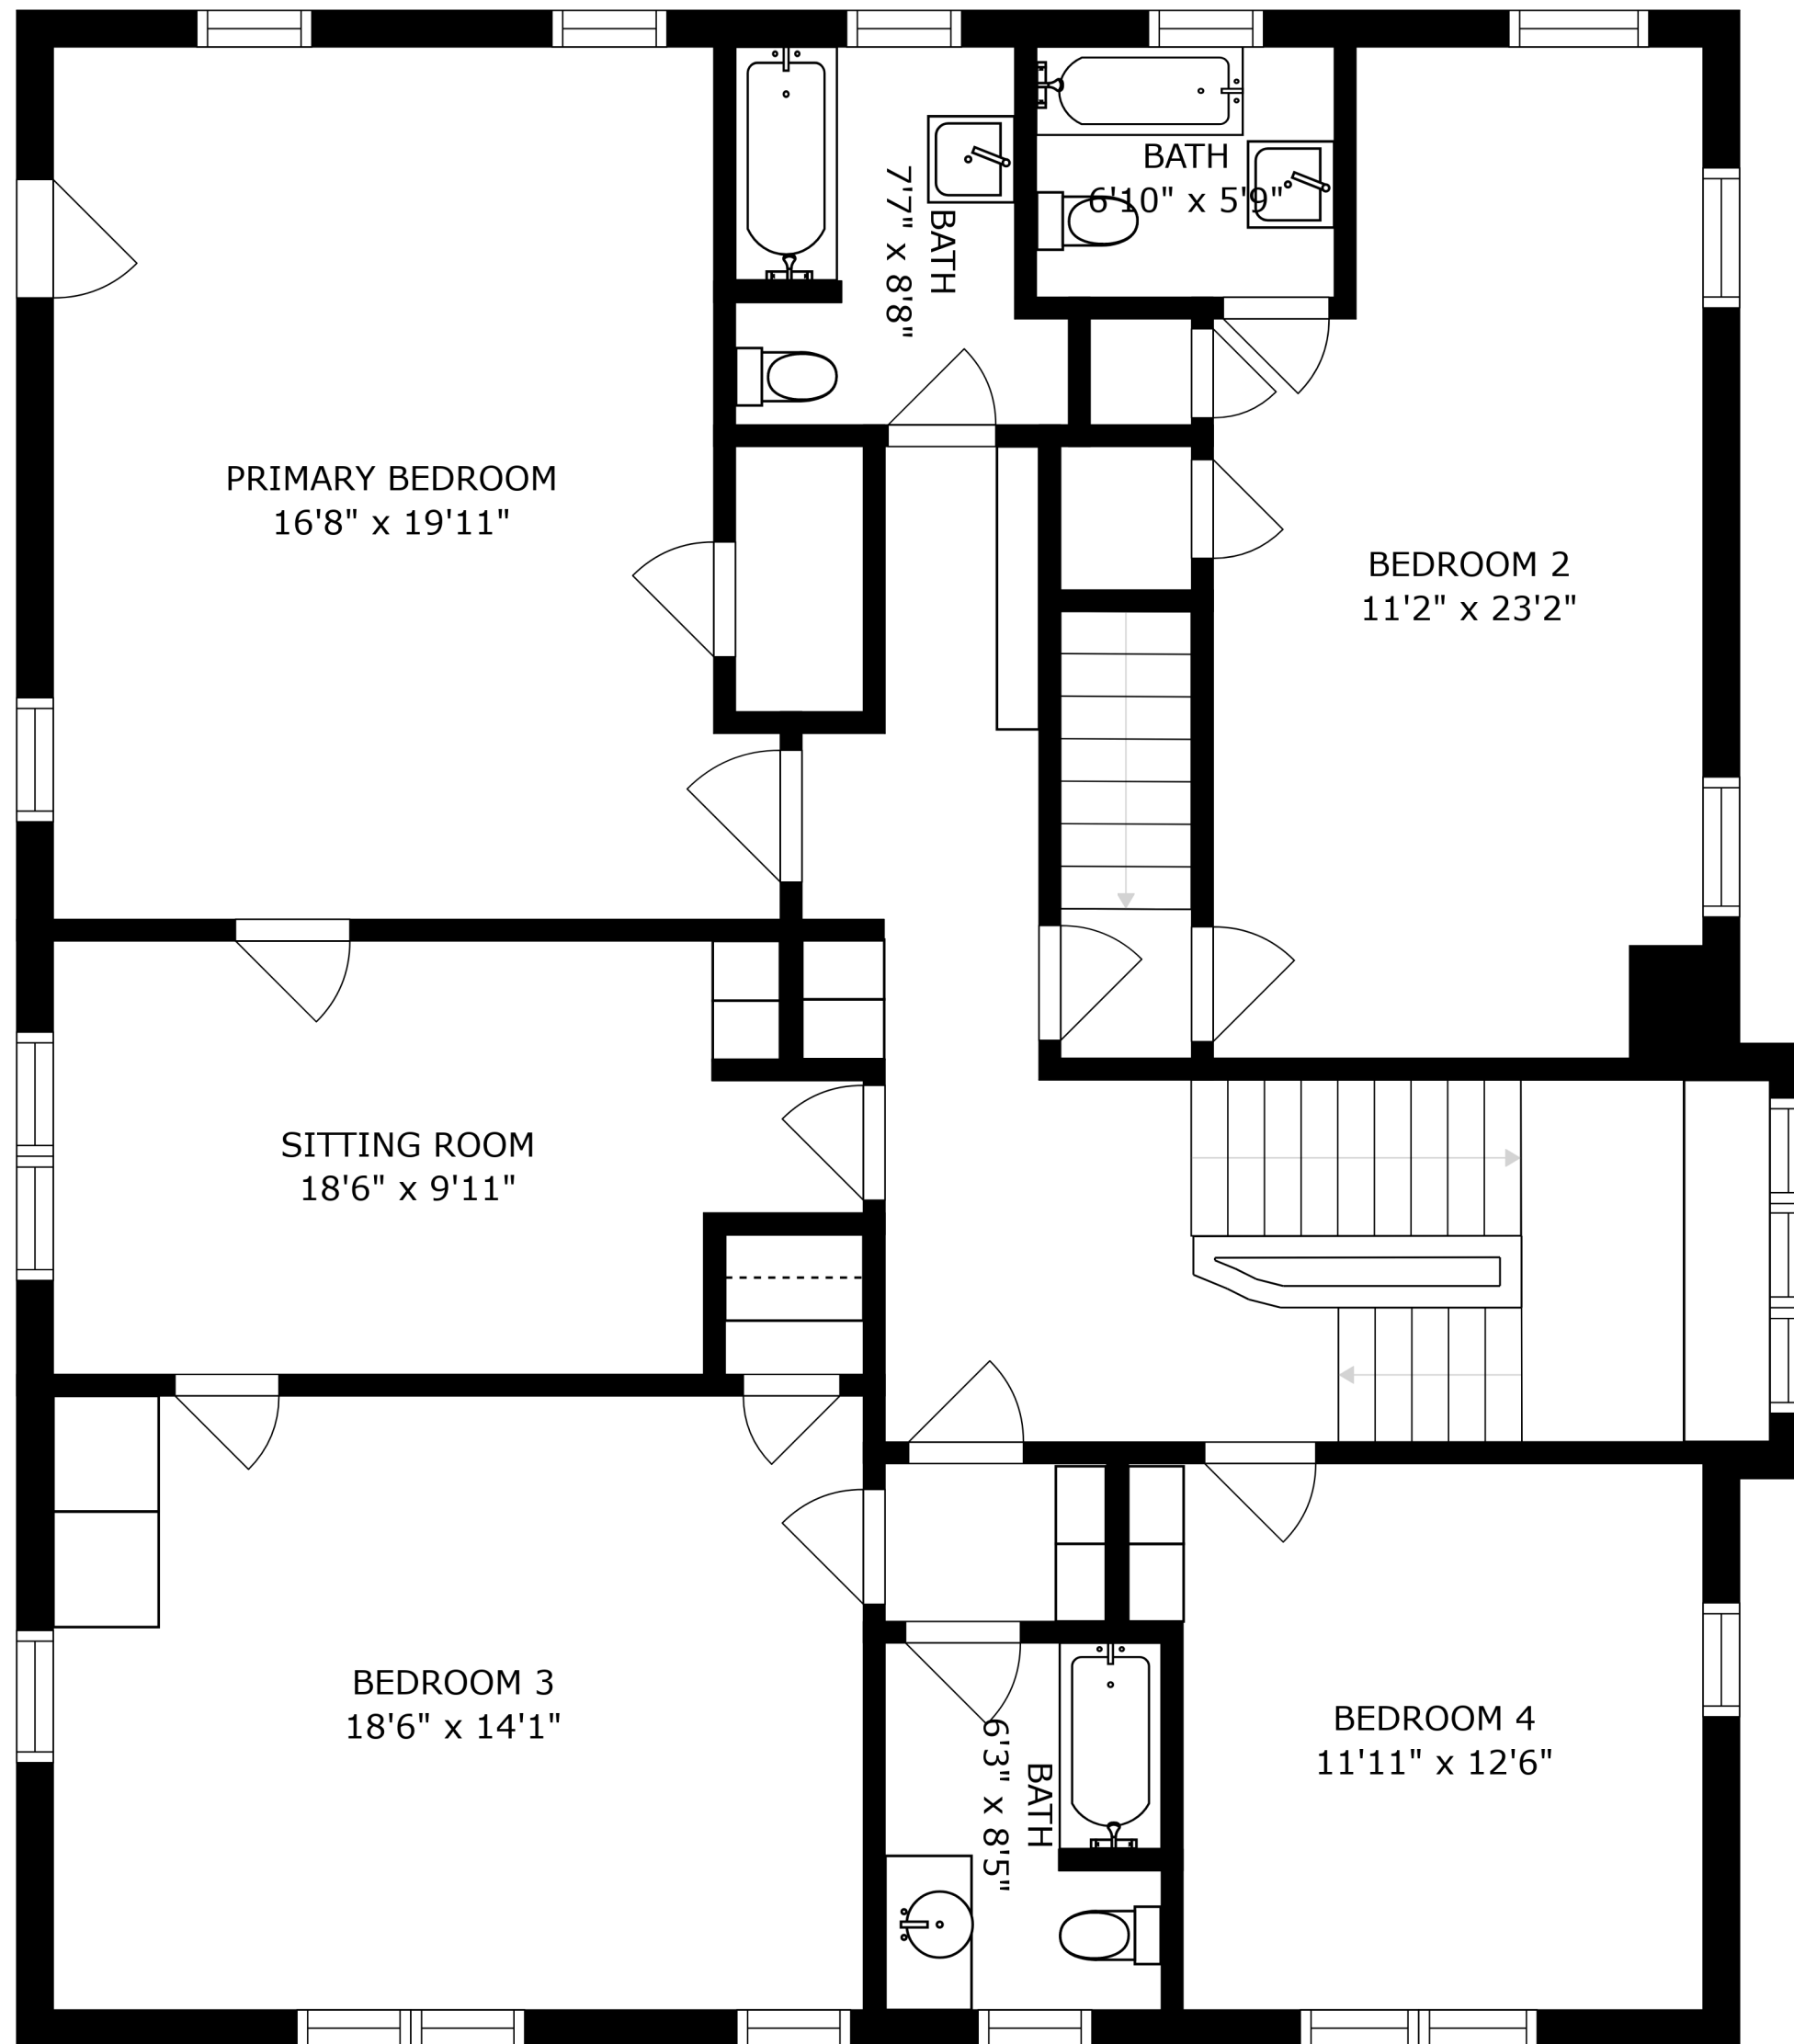 BATH
7'7" x 8'8"
BATH
6'10" x 5'9"
PRIMARY BEDROOM
16'8" x 19'11"
BEDROOM 2
11'2" x 23'2"
SITTING ROOM
18'6" x 9'11"
BEDROOM 3
18'6" x 14'1"
BATH
6'3" x 8'5"
BEDROOM 4
11'11" x 12'6"